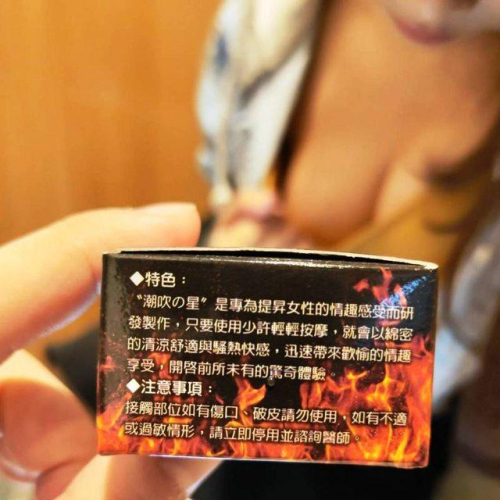 ◆特色：
〝潮吹の星〞是專為提昇女性的情趣感受而研
發製作，只要使用少許輕輕按摩，就會以綿密
的清涼舒適與騷熱快感，迅速帶來歡愉的情趣
享受，開啓前所未有的驚奇體驗
◆注意事項：
接觸部位如有傷口、破皮請勿使用，如有不適
或過敏情形，請立即停用並諮詢醫師。